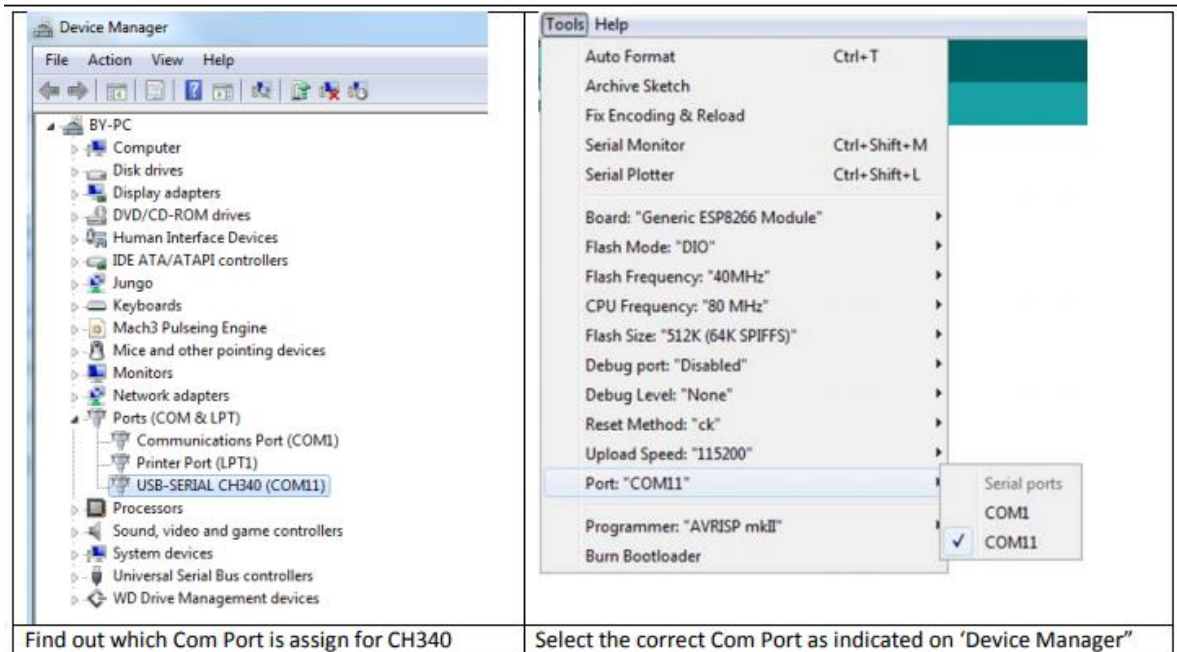 Device Manager
File Action View Help
BY-PC
Computer
Disk drives
Display adapters
DVD/CD-ROM drives
Human Interface Devices
IDE ATA/ATAPI controllers
Jungo
Keyboards
Mach3 Pulseing Engine
Mice and other pointing devices
Monitors
Network adapters
Ports (COM & LPT)
Communications Port (COM1)
Printer Port (LPT1)
USB-SERIAL CH340 (COM11)
Processors
Sound, video and game controllers
System devices
Universal Serial Bus controllers
WD Drive Management devices
Find out which Com Port is assign for CH340
Tools Help
Auto Format Ctrl+T
Archive Sketch
Fix Encoding & Reload
Serial Monitor Ctrl+Shift+M
Serial Plotter Ctrl+Shift+L
Board: "Generic ESP8266 Module"
Flash Mode: "DIO"
Flash Frequency: "40MHz"
CPU Frequency: "80 MHz"
Flash Size: "512K (64K SPIFFS)"
Debug port: "Disabled"
Debug Level: "None"
Reset Method: "ck"
Upload Speed: "115200"
Port: "COM11"
Serial ports
COM1
COM11
Programmer: "AVRISP mkII"
Burn Bootloader
Select the correct Com Port as indicated on ‘Device Manager”